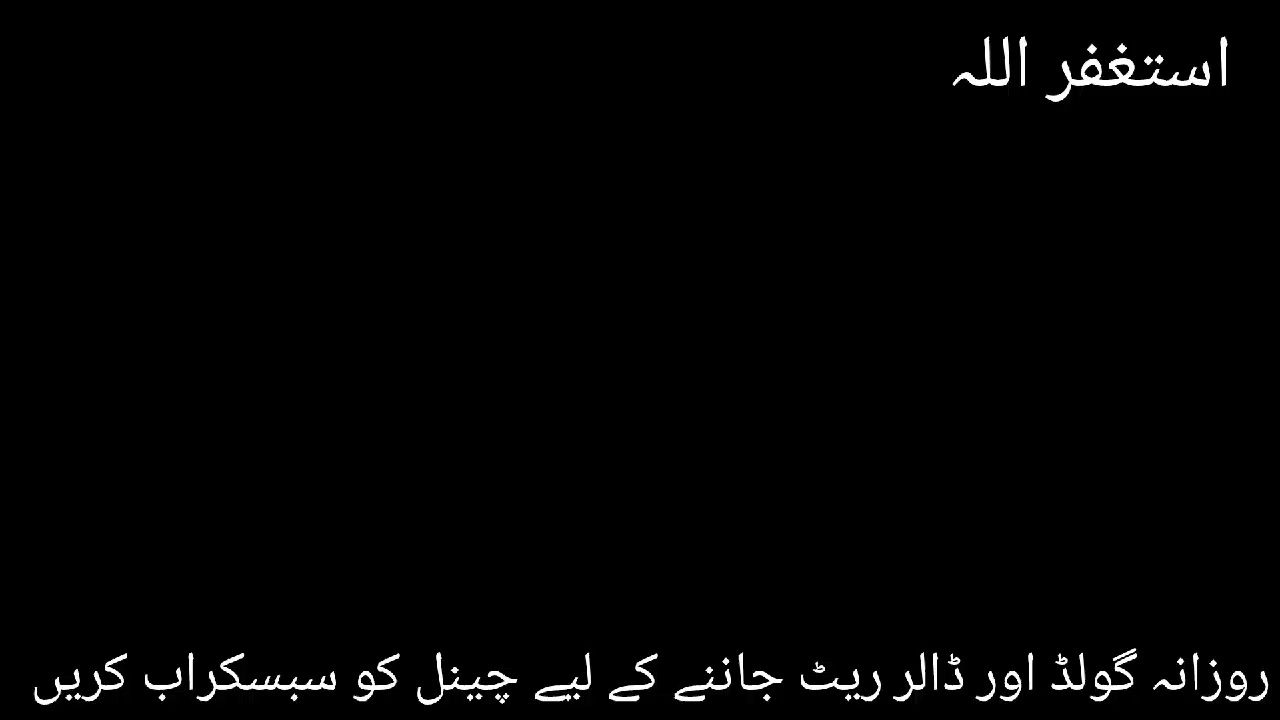 استغفر اللہ
روزانہ گولڈ اور ڈالر ریٹ جاننے کے لیے چینل کو سبسکراب کریں